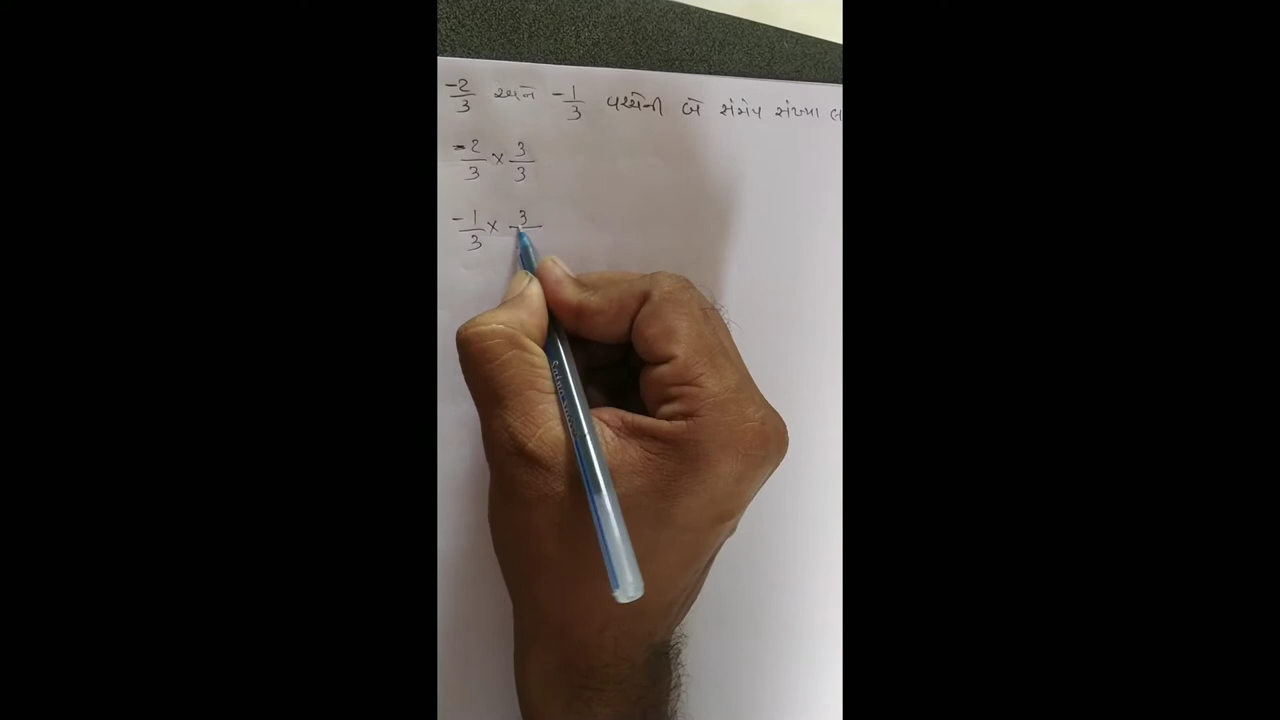 -2/3 અને -1/3 વચ્ચેની બે સંમેય સંખ્યા લ
-2/3 × 3/3
-1/3 × 3/